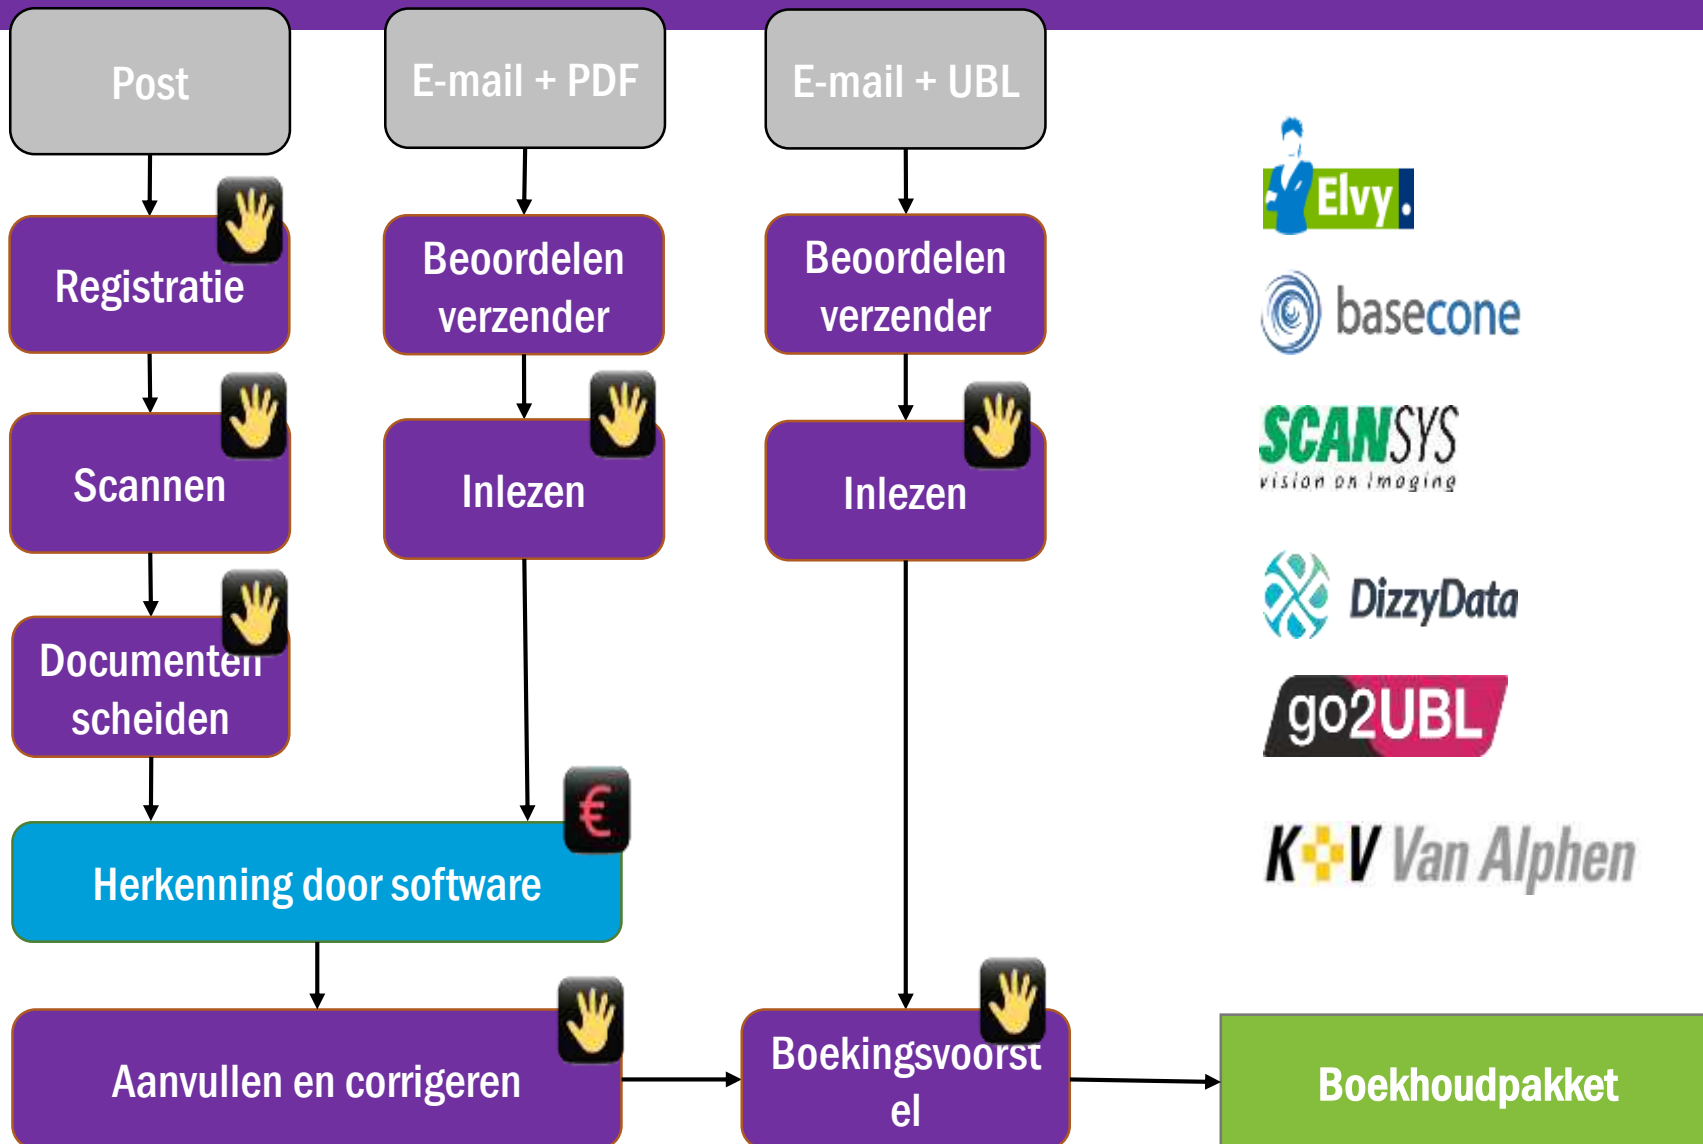 Post
E-mail + PDF
E-mail + UBL
Registratie
Beoordelen
verzender
Beoordelen
verzender
Scannen
Inlezen
Inlezen
Documenten
scheiden
€
Herkenning door software
Aanvullen en corrigeren
Boekingsvoorst
el
Boekhoudpakket
Elvy.
basecone
SCANSYS
vision on imaging
DizzyData
go2UBL
K+V Van Alphen